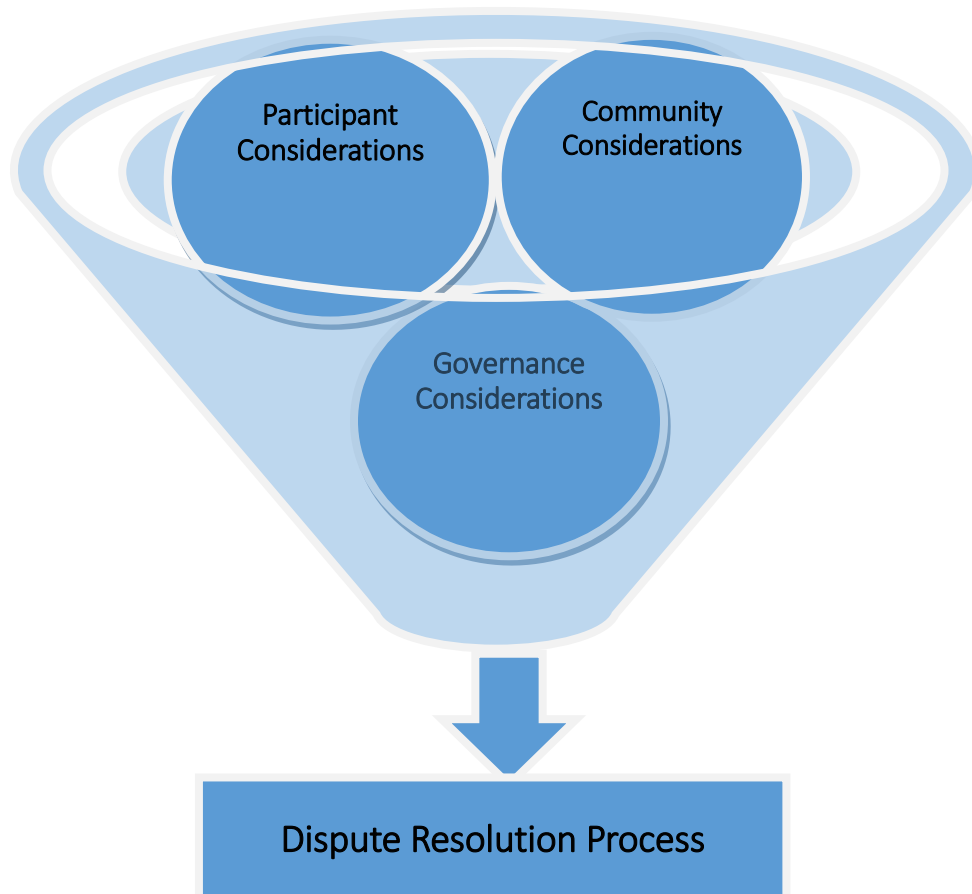 Participant
Considerations
Community
Considerations
Governance
Considerations
Dispute Resolution Process